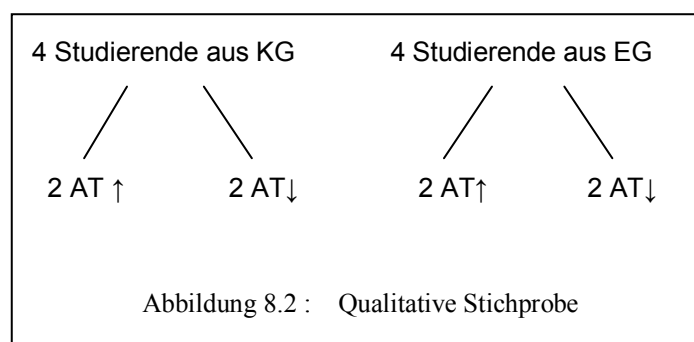 4 Studierende aus KG 4 Studierende aus EG
2 AT ↑ 2 AT↓ 2 AT↑ 2 AT↓
Abbildung 8.2 : Qualitative Stichprobe